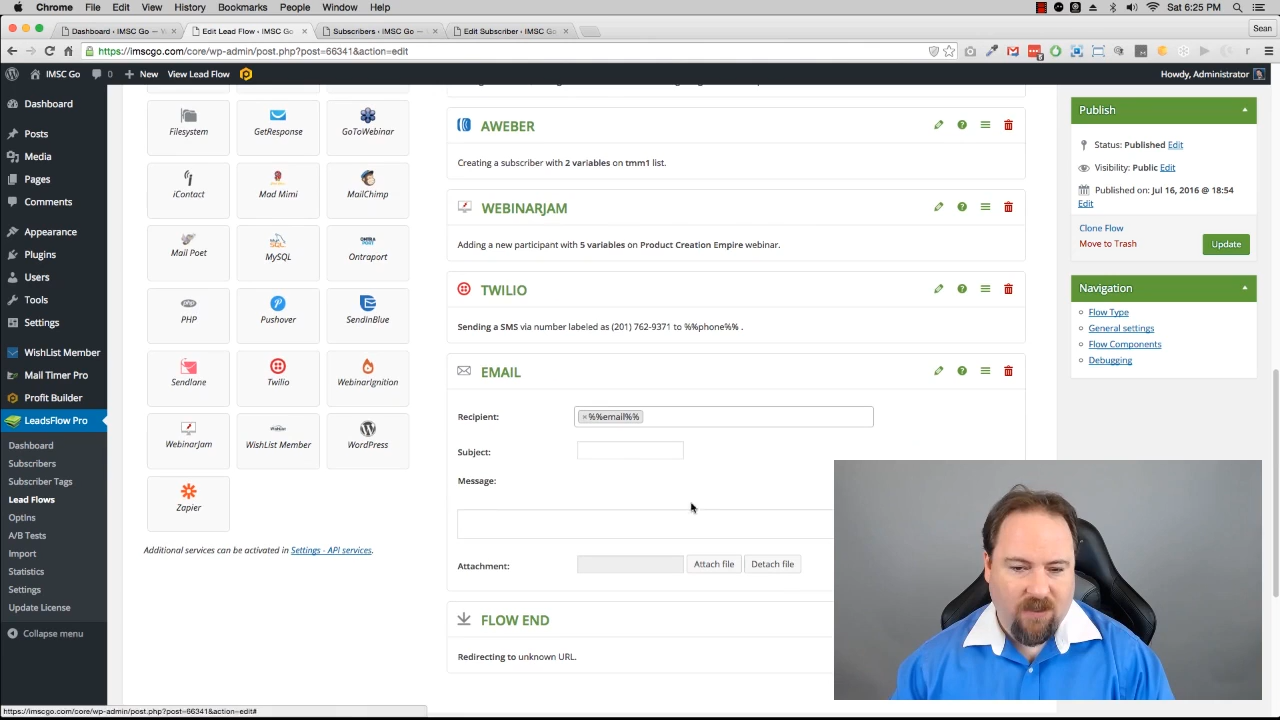 Chrome File Edit View History Bookmarks People Window Help
Sat 6:25 PM
Dashboard ‹ IMSC Go — W
Edit Lead Flow ‹ IMSC Go
Subscribers ‹ IMSC Go —
Edit Subscriber ‹ IMSC Go
Sean
https://imscgo.com/core/wp-admin/post.php?post=66341&action=edit
IMSC Go
0
New
View Lead Flow
Howdy, Administrator
Dashboard
Posts
Media
Pages
Comments
Appearance
Plugins
Users
Tools
Settings
WishList Member
Mail Timer Pro
Profit Builder
LeadsFlow Pro
Dashboard
Subscribers
Subscriber Tags
Lead Flows
OptIns
A/B Tests
Import
Statistics
Settings
Update License
Collapse menu
Filesystem
GetResponse
GoToWebinar
iContact
Mad Mimi
MailChimp
Mail Poet
MySQL
Ontraport
PHP
Pushover
SendInBlue
Sendlane
Twilio
WebinarIgnition
WebinarJam
WishList Member
WordPress
Zapier
Additional services can be activated in Settings - API services.
AWEBER
Creating a subscriber with 2 variables on tmm1 list.
WEBINARJAM
Adding a new participant with 5 variables on Product Creation Empire webinar.
TWILIO
Sending a SMS via number labeled as (201) 762-9371 to %%phone%% .
EMAIL
Recipient:
× %%email%%
Subject:
Message:
Attachment:
Attach file
Detach file
FLOW END
Redirecting to unknown URL.
Publish
Status: Published Edit
Visibility: Public Edit
Published on: Jul 16, 2016 @ 18:54
Edit
Clone Flow
Move to Trash
Update
Navigation
Flow Type
General settings
Flow Components
Debugging
https://imscgo.com/core/wp-admin/post.php?post=66341&action=edit#